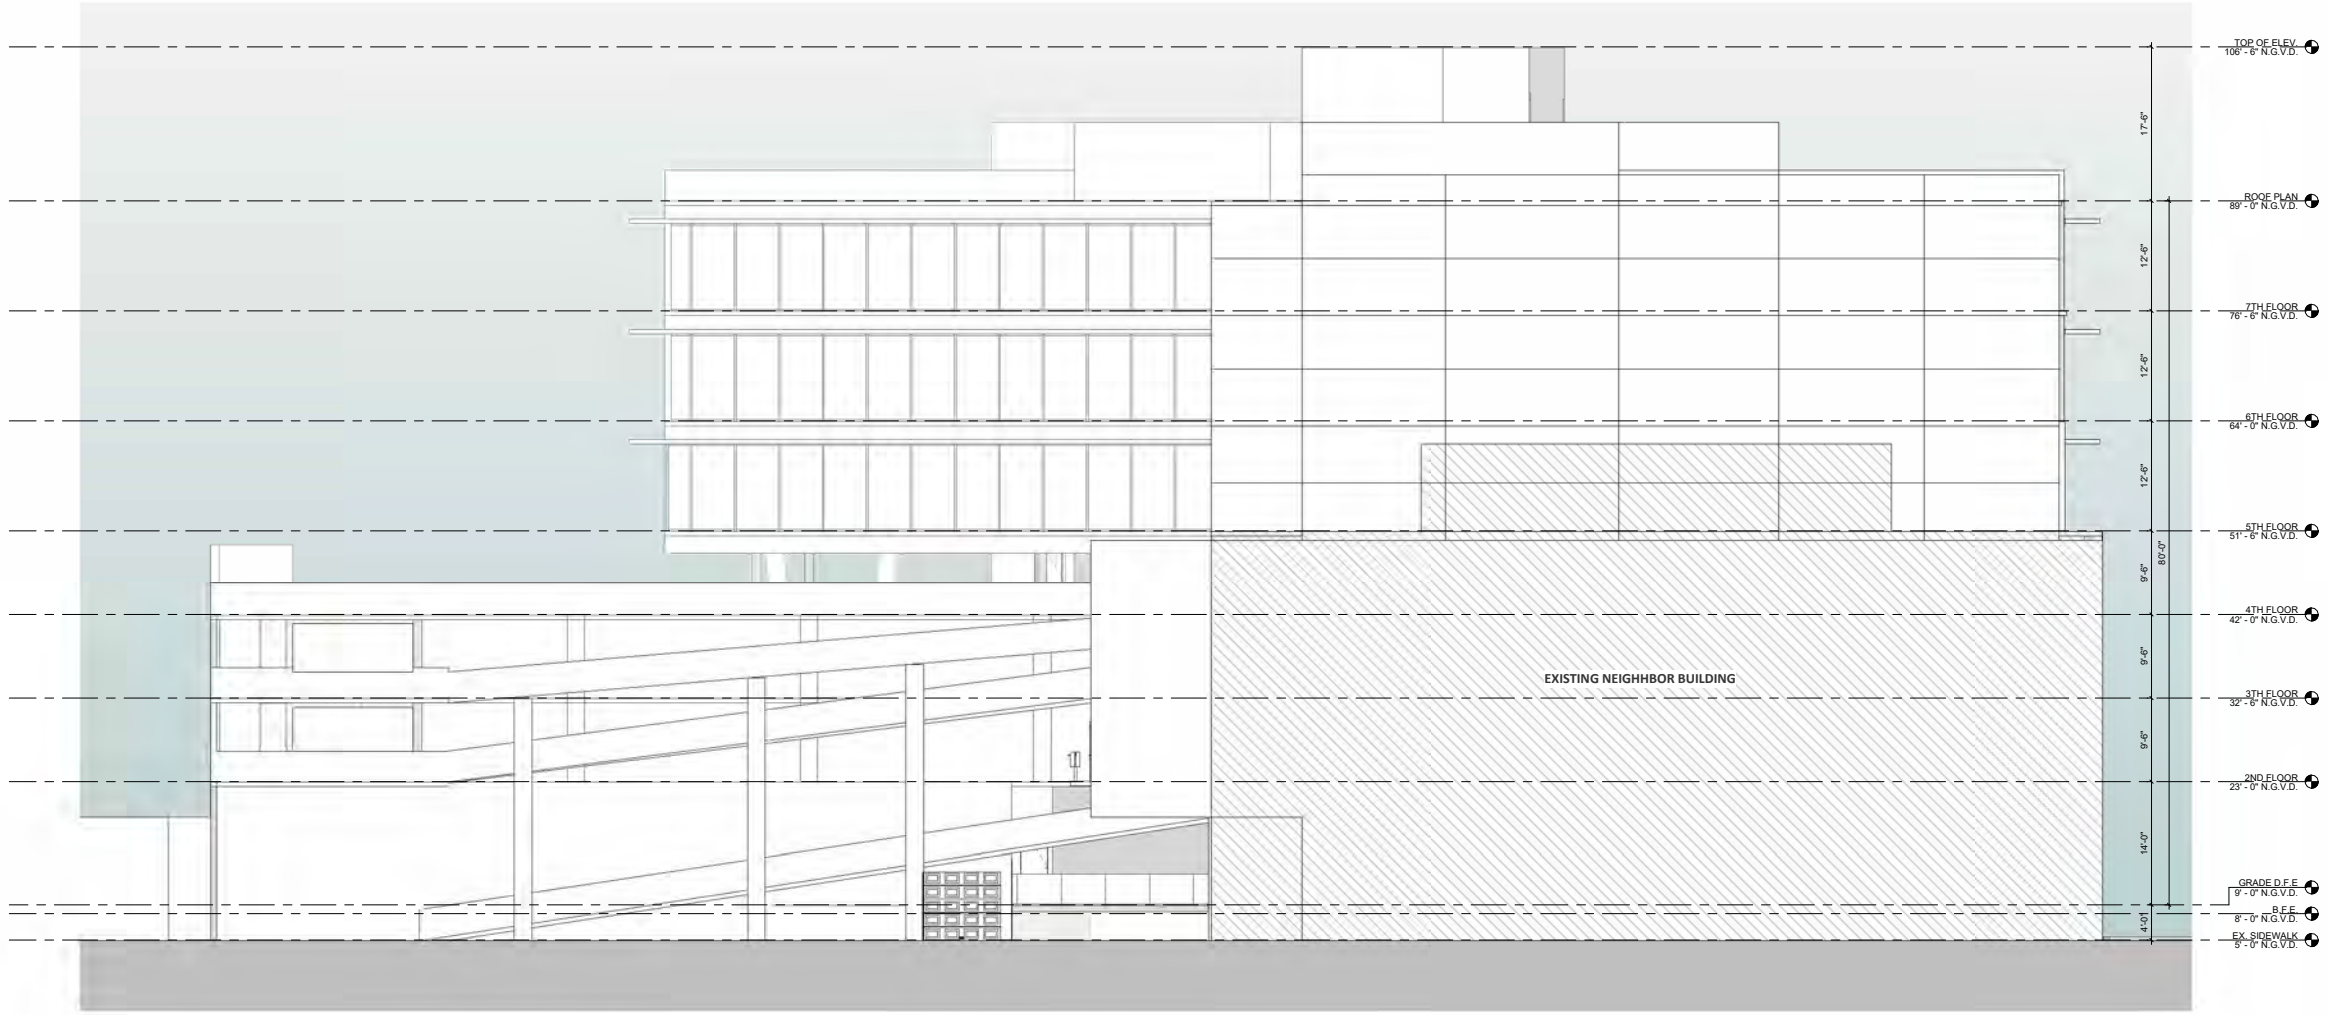 TOP OF ELEV.
106' - 6" N.G.V.D.
17'-6"
ROOF PLAN
89' - 0" N.G.V.D.
12'-6"
7TH FLOOR
76' - 6" N.G.V.D.
12'-6"
6TH FLOOR
64' - 0" N.G.V.D.
12'-6"
5TH FLOOR
51' - 6" N.G.V.D.
80'-0"
9'-6"
4TH FLOOR
42' - 0" N.G.V.D.
9'-6"
EXISTING NEIGHHBOR BUILDING
3TH FLOOR
32' - 6" N.G.V.D.
9'-6"
2ND FLOOR
23' - 0" N.G.V.D.
14'-0"
GRADE D.F.E
9' - 0" N.G.V.D.
B.F.E.
8' - 0" N.G.V.D.
4'-01
EX. SIDEWALK
5' - 0" N.G.V.D.